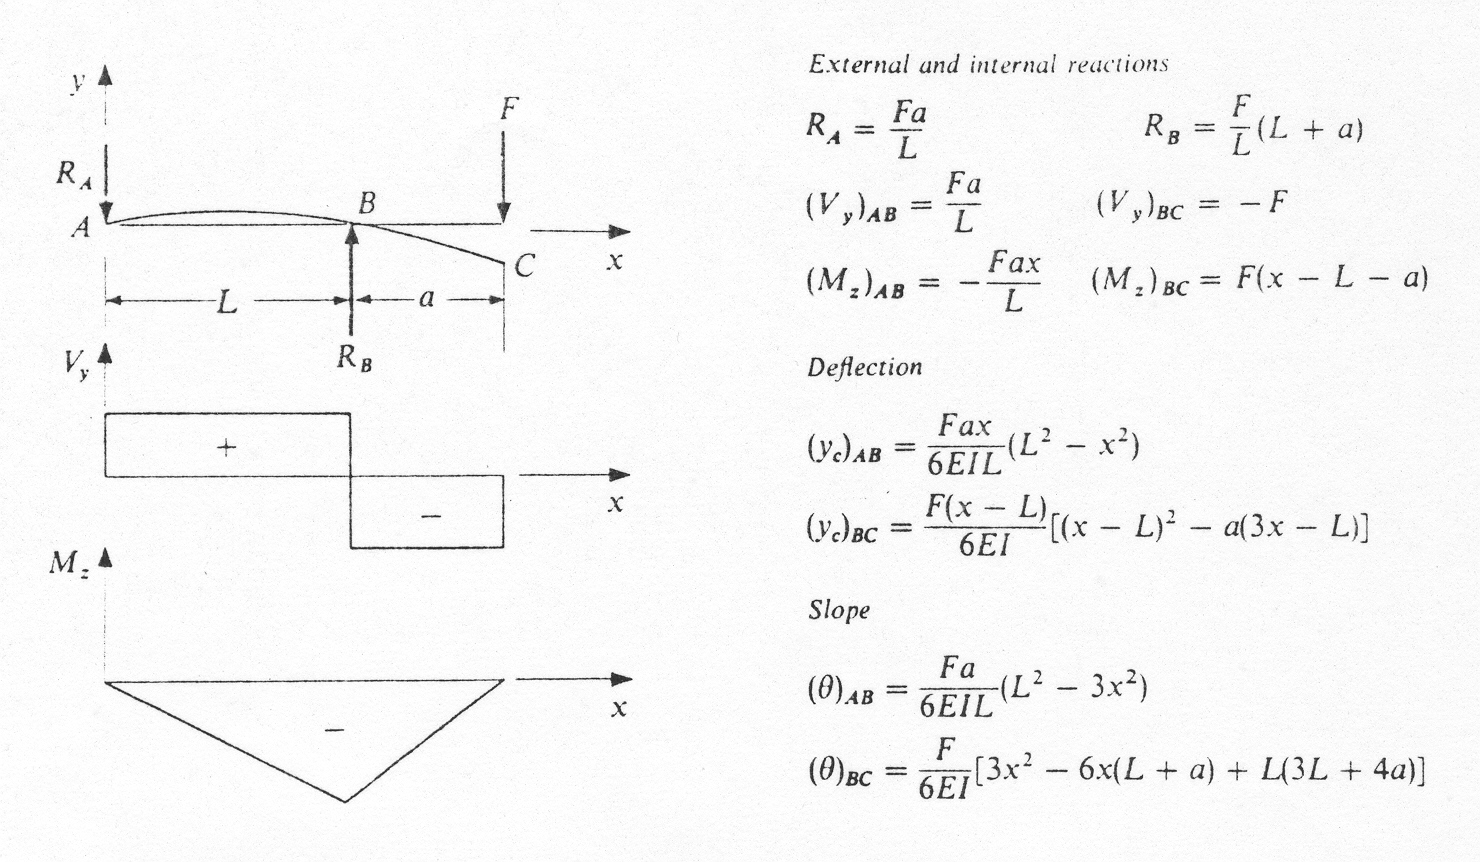 y
F
R_A
B
A
x
C
L
a
R_B
V_y
+
x
−
M_z
x
−
External and internal reactions
R_A = Fa/L    R_B = F/L (L + a)
(V_y)_AB = Fa/L    (V_y)_BC = −F
(M_z)_AB = −Fax/L    (M_z)_BC = F(x − L − a)
Deflection
(y_c)_AB = Fax/6EIL (L² − x²)
(y_c)_BC = F(x − L)/6EI [(x − L)² − a(3x − L)]
Slope
(θ)_AB = Fa/6EIL (L² − 3x²)
(θ)_BC = F/6EI [3x² − 6x(L + a) + L(3L + 4a)]